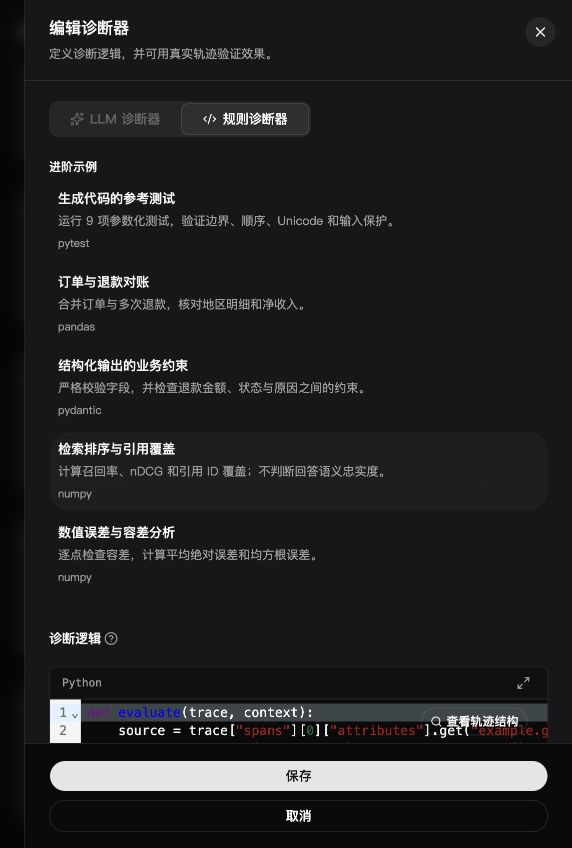 编辑诊断器
定义诊断逻辑，并可用真实轨迹验证效果。
LLM 诊断器
</> 规则诊断器
进阶示例
生成代码的参考测试
运行 9 项参数化测试，验证边界、顺序、Unicode 和输入保护。
pytest
订单与退款对账
合并订单与多次退款，核对地区明细和净收入。
pandas
结构化输出的业务约束
严格校验字段，并检查退款金额、状态与原因之间的约束。
pydantic
检索排序与引用覆盖
计算召回率、nDCG 和引用 ID 覆盖；不判断回答语义忠实度。
numpy
数值误差与容差分析
逐点检查容差，计算平均绝对误差和均方根误差。
numpy
诊断逻辑
Python
1 def evaluate(trace, context):
查看轨迹结构
2 source = trace["spans"][0]["attributes"].get("example.g
保存
取消